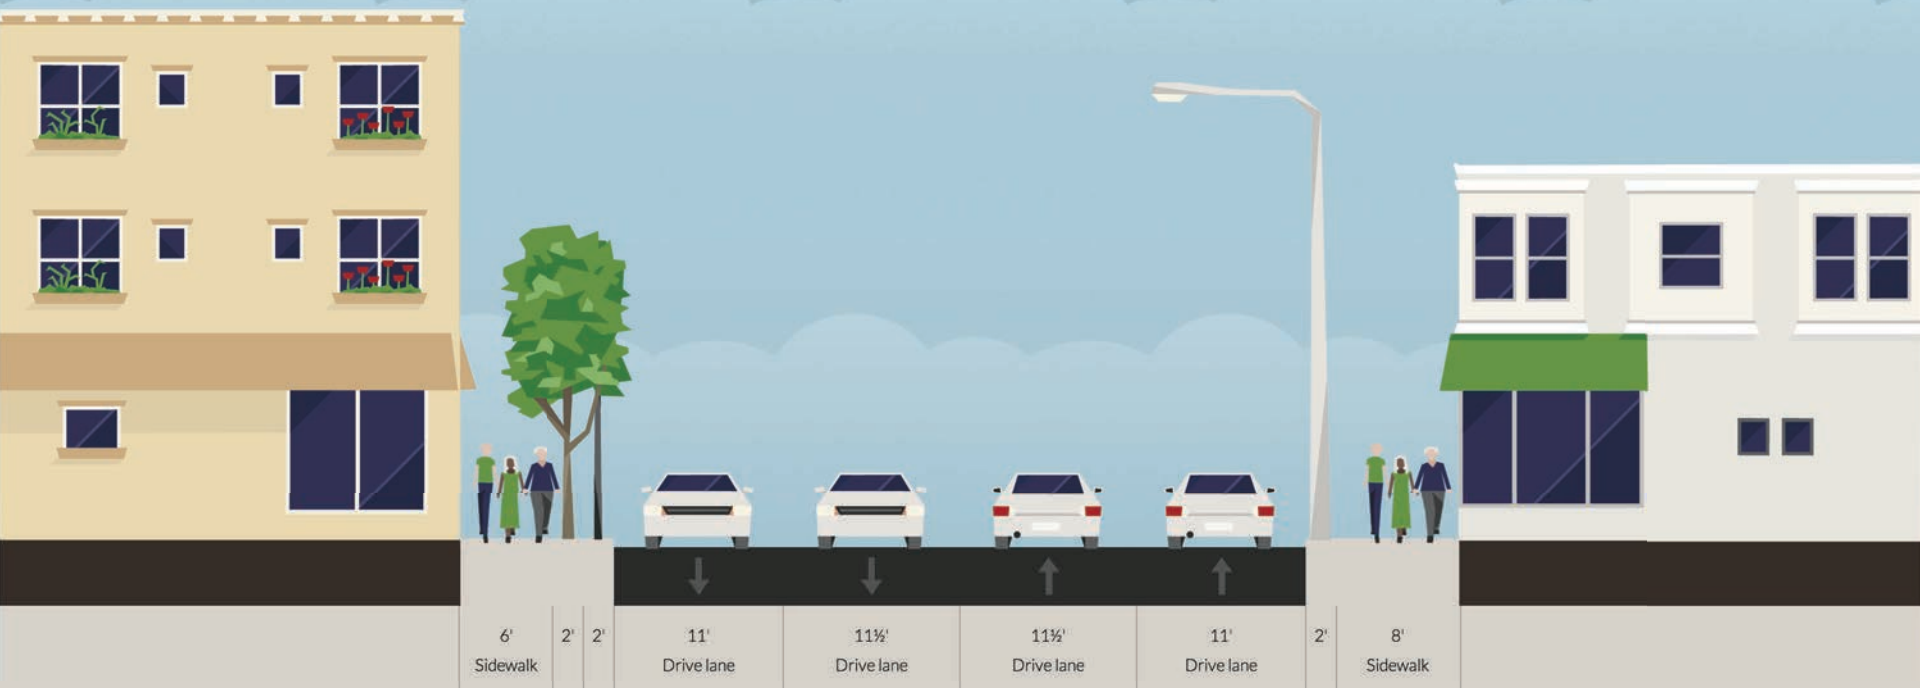 6' 2' 2' 11' 11½' 11½' 11' 2' 8'
Sidewalk Drive lane Drive lane Drive lane Drive lane Sidewalk